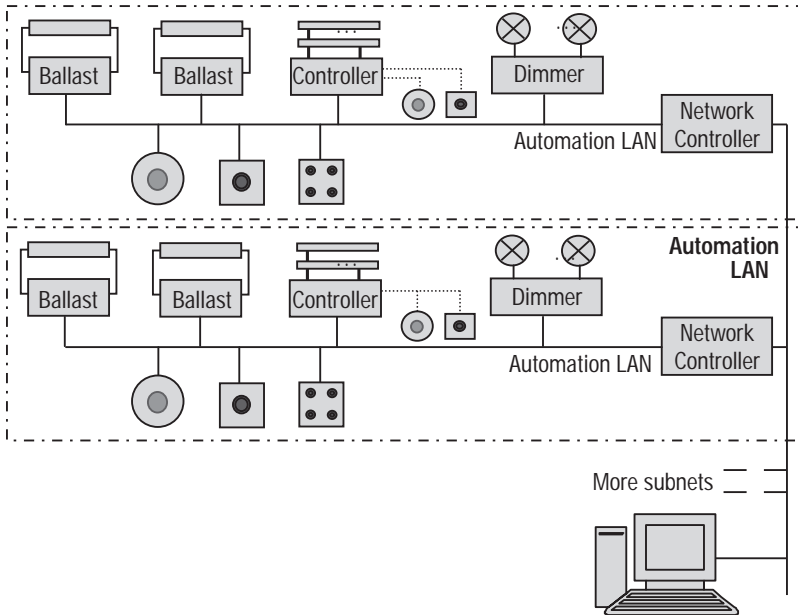 Ballast
Ballast
Controller
Dimmer
Network
Controller
Automation LAN
Automation
LAN
Ballast
Ballast
Controller
Dimmer
Network
Controller
Automation LAN
More subnets